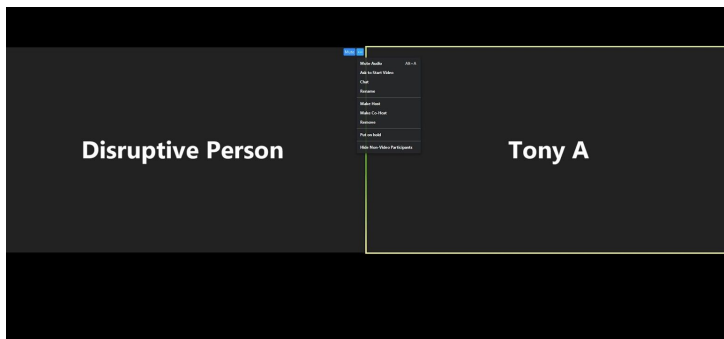 Mute
Mute Audio Alt+A
Ask to Start Video
Chat
Rename
Make Host
Make Co-Host
Remove
Put on hold
Hide Non-Video Participants
Disruptive Person
Tony A